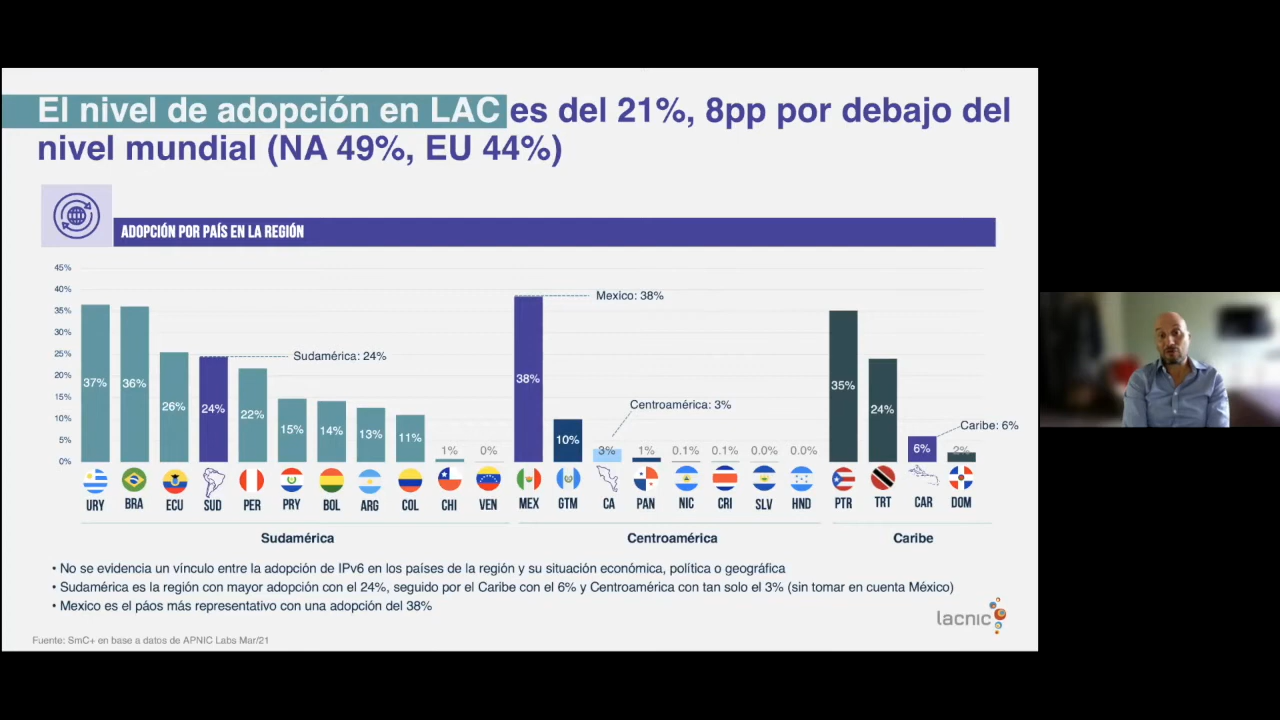 El nivel de adopción en LAC es del 21%, 8pp por debajo del
nivel mundial (NA 49%, EU 44%)
ADOPCIÓN POR PAÍS EN LA REGIÓN
45%
40%
35%
30%
25%
20%
15%
10%
5%
0%
37%
36%
26%
24%
22%
15%
14%
13%
11%
1%
0%
Sudamérica: 24%
38%
10%
3%
1%
0.1%
0.1%
0.0%
0.0%
Mexico: 38%
Centroamérica: 3%
35%
24%
6%
2%
Caribe: 6%
URY BRA ECU SUD PER PRY BOL ARG COL CHI VEN MEX GTM CA PAN NIC CRI SLV HND PTR TRT CAR DOM
Sudamérica Centroamérica Caribe
• No se evidencia un vínculo entre la adopción de IPv6 en los países de la región y su situación económica, política o geográfica
• Sudamérica es la región con mayor adopción con el 24%, seguido por el Caribe con el 6% y Centroamérica con tan solo el 3% (sin tomar en cuenta México)
• Mexico es el páos más representativo con una adopción del 38%
lacnic
Fuente: SmC+ en base a datos de APNIC Labs Mar/21